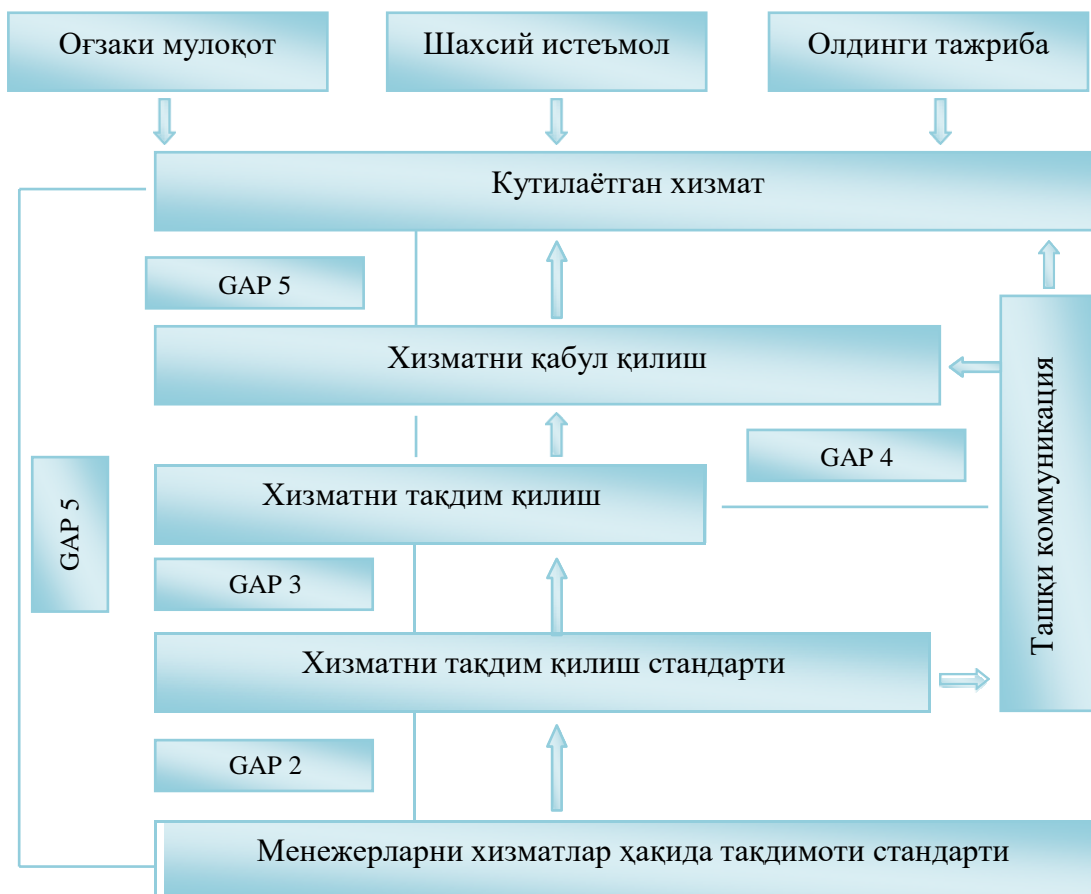 Оғзаки мулоқот
Шахсий истеъмол
Олдинги тажриба
Кутилаётган хизмат
GAP 5
Хизматни қабул қилиш
GAP 4
GAP 5
Хизматни тақдим қилиш
Ташқи коммуникация
GAP 3
Хизматни тақдим қилиш стандарти
GAP 2
Менежерларни хизматлар ҳақида тақдимоти стандарти